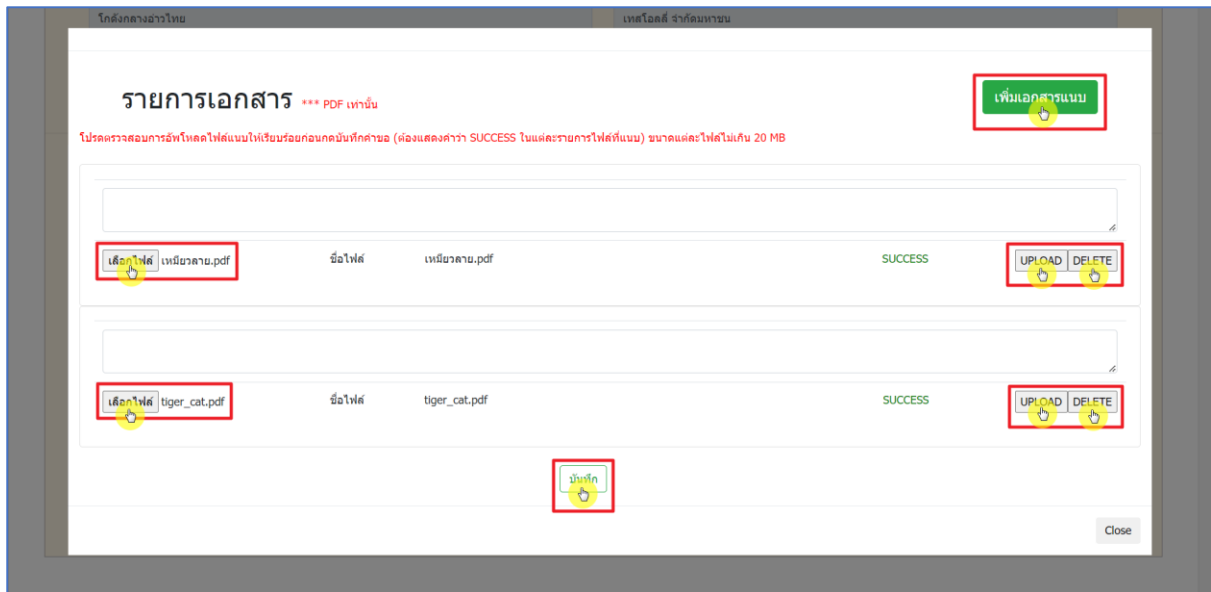 โกดังกลางอ่าวไทย เทสโอสถี่ จำกัดมหาชน
รายการเอกสาร *** PDF เท่านั้น เพิ่มเอกสารแนบ
โปรดตรวจสอบการอัพโหลดไฟล์แนบให้เรียบร้อยก่อนกดบันทึกคำขอ (ต้องแสดงคำว่า SUCCESS ในแต่ละรายการไฟล์ที่แนบ) ขนาดแต่ละไฟล์ไม่เกิน 20 MB
เลือกไฟล์ เหมียวลาย.pdf ชื่อไฟล์ เหมียวลาย.pdf SUCCESS UPLOAD DELETE
เลือกไฟล์ tiger_cat.pdf ชื่อไฟล์ tiger_cat.pdf SUCCESS UPLOAD DELETE
บันทึก
Close